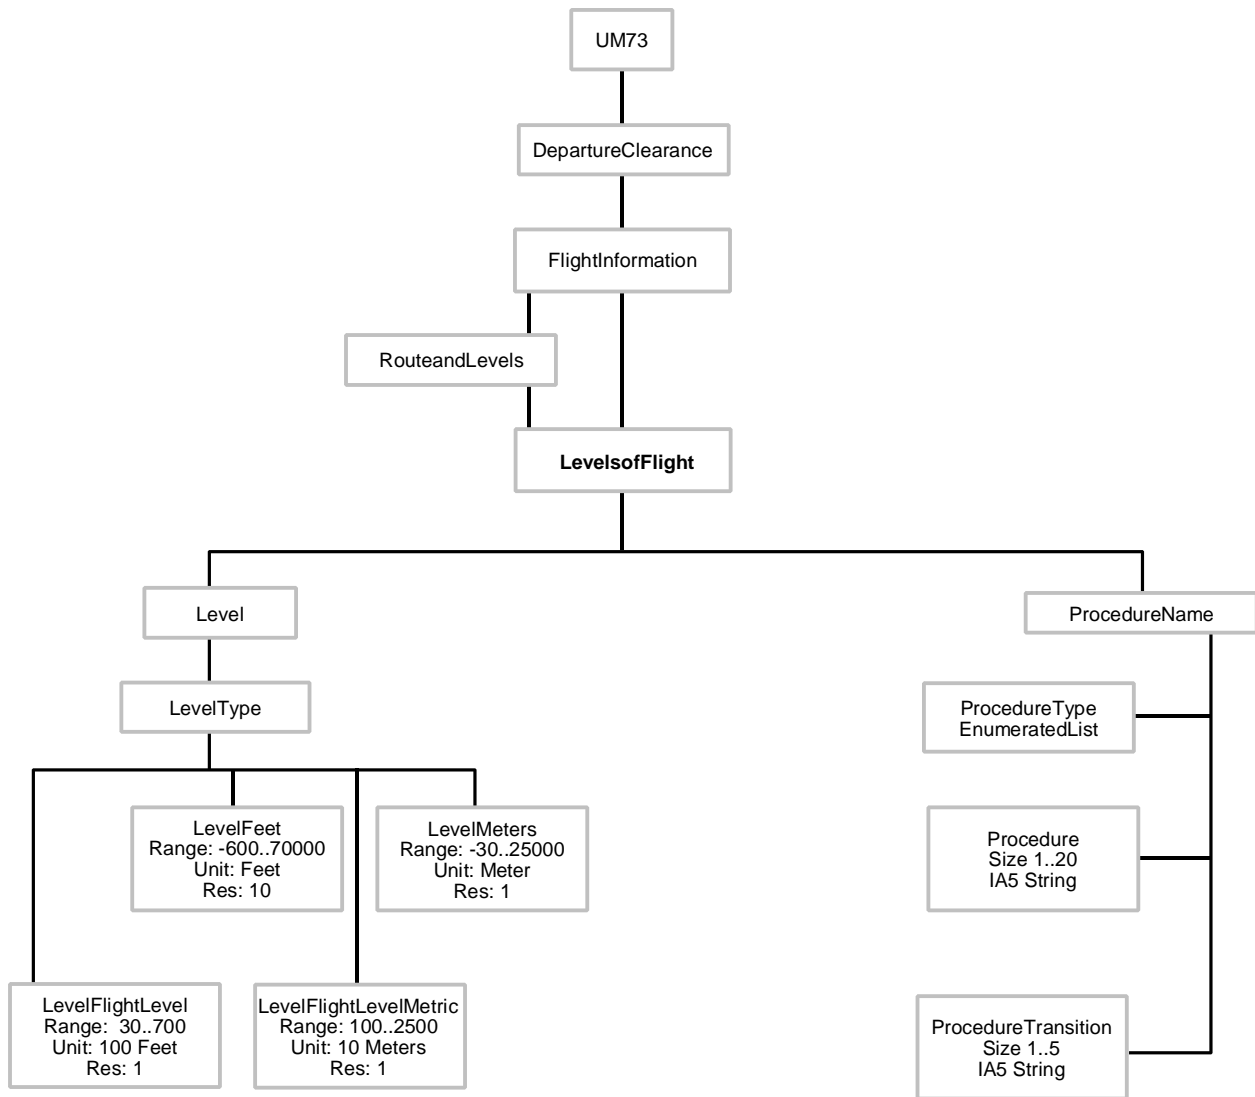 UM73
DepartureClearance
FlightInformation
RouteandLevels
LevelsofFlight
Level
ProcedureName
LevelType
ProcedureType
EnumeratedList
LevelFeet
Range: -600..70000
Unit: Feet
Res: 10
LevelMeters
Range: -30..25000
Unit: Meter
Res: 1
Procedure
Size 1..20
IA5 String
LevelFlightLevel
Range:  30..700
Unit: 100 Feet
Res: 1
LevelFlightLevelMetric
Range: 100..2500
Unit: 10 Meters
Res: 1
ProcedureTransition
Size 1..5
IA5 String